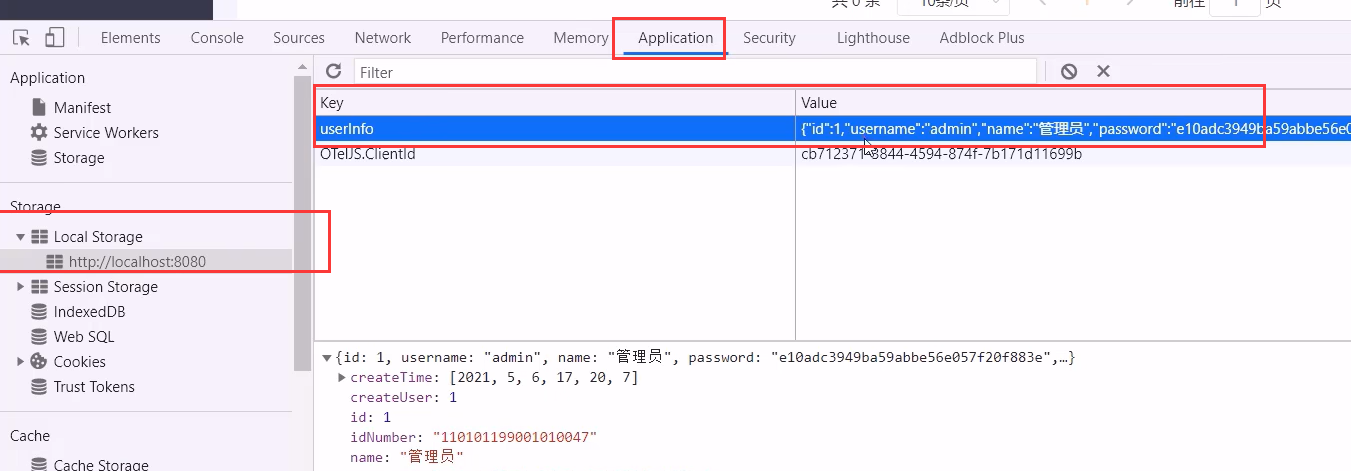 共 0 条 10条/页 1 前往 1 页
Elements Console Sources Network Performance Memory Application Security Lighthouse Adblock Plus
Application
Manifest
Service Workers
Storage
Storage
Local Storage
http://localhost:8080
Session Storage
IndexedDB
Web SQL
Cookies
Trust Tokens
Cache
Cache Storage
Filter
Key Value
userInfo {"id":1,"username":"admin","name":"管理员","password":"e10adc3949ba59abbe56e0
OTelJS.ClientId cb712371-3844-4594-874f-7b171d11699b
{id: 1, username: "admin", name: "管理员", password: "e10adc3949ba59abbe56e057f20f883e",…}
createTime: [2021, 5, 6, 17, 20, 7]
createUser: 1
id: 1
idNumber: "110101199001010047"
name: "管理员"